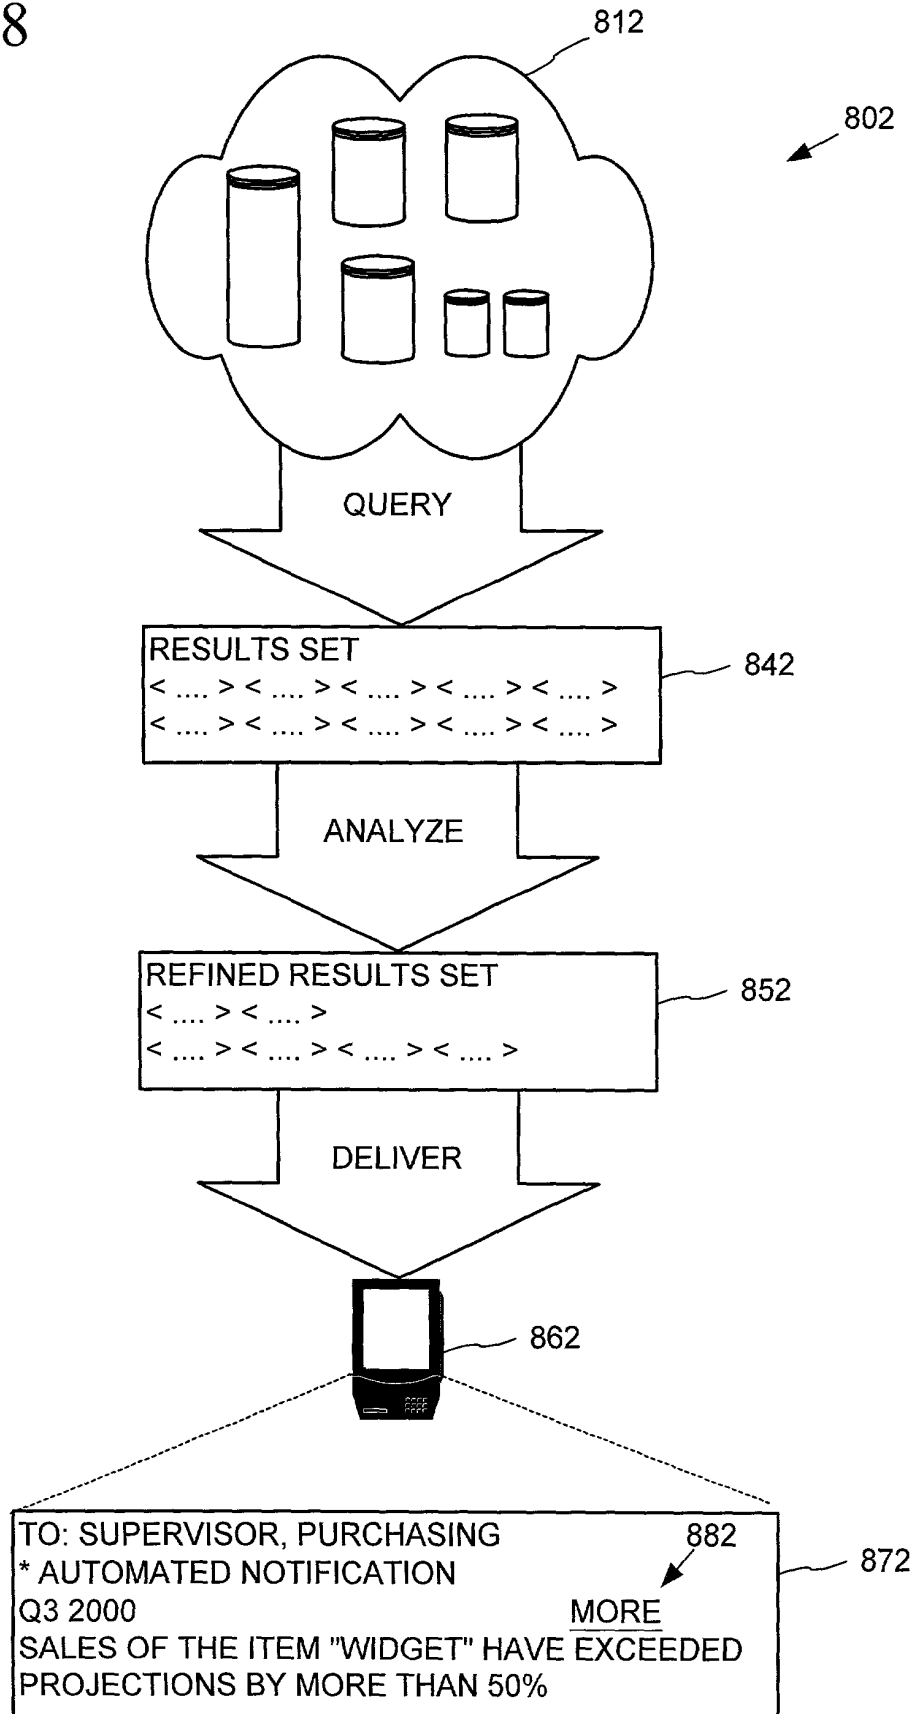 8
812
802
QUERY
RESULTS SET
842
< .... > < .... > < .... > < .... > < .... >
< .... > < .... > < .... > < .... > < .... >
ANALYZE
REFINED RESULTS SET
852
< .... > < .... >
< .... > < .... > < .... > < .... >
DELIVER
862
TO: SUPERVISOR, PURCHASING
882
* AUTOMATED NOTIFICATION
872
Q3 2000 MORE
SALES OF THE ITEM "WIDGET" HAVE EXCEEDED
PROJECTIONS BY MORE THAN 50%